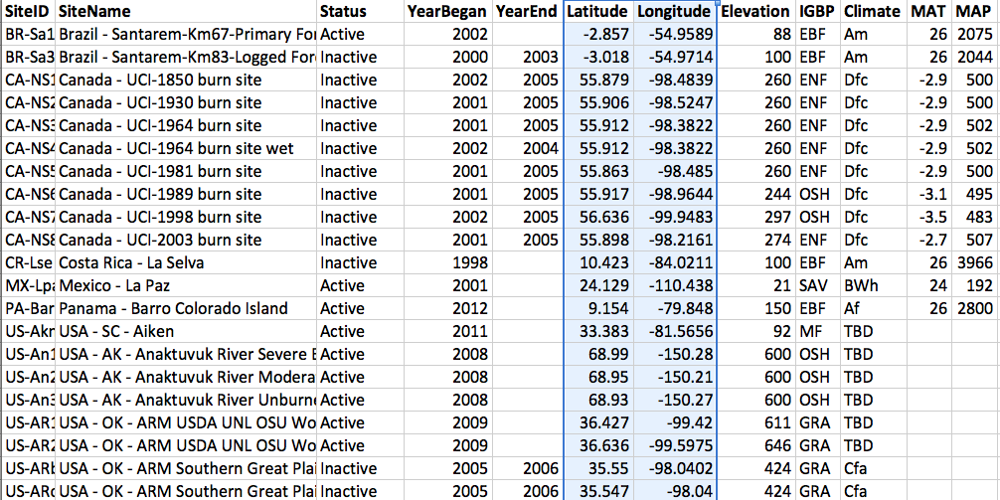 SiteID SiteName Status YearBegan YearEnd Latitude Longitude Elevation IGBP Climate MAT MAP
BR-Sa1 Brazil - Santarem-Km67-Primary For Active 2002 -2.857 -54.9589 88 EBF Am 26 2075
BR-Sa3 Brazil - Santarem-Km83-Logged Fore Inactive 2000 2003 -3.018 -54.9714 100 EBF Am 26 2044
CA-NS1 Canada - UCI-1850 burn site Inactive 2002 2005 55.879 -98.4839 260 ENF Dfc -2.9 500
CA-NS2 Canada - UCI-1930 burn site Inactive 2001 2005 55.906 -98.5247 260 ENF Dfc -2.9 500
CA-NS3 Canada - UCI-1964 burn site Inactive 2001 2005 55.912 -98.3822 260 ENF Dfc -2.9 502
CA-NS4 Canada - UCI-1964 burn site wet Inactive 2002 2004 55.912 -98.3822 260 ENF Dfc -2.9 502
CA-NS5 Canada - UCI-1981 burn site Inactive 2001 2005 55.863 -98.485 260 ENF Dfc -2.9 500
CA-NS6 Canada - UCI-1989 burn site Inactive 2001 2005 55.917 -98.9644 244 OSH Dfc -3.1 495
CA-NS7 Canada - UCI-1998 burn site Inactive 2002 2005 56.636 -99.9483 297 OSH Dfc -3.5 483
CA-NS8 Canada - UCI-2003 burn site Inactive 2001 2005 55.898 -98.2161 274 ENF Dfc -2.7 507
CR-Lse Costa Rica - La Selva Inactive 1998 10.423 -84.0211 100 EBF Am 26 3966
MX-Lpa Mexico - La Paz Active 2001 24.129 -110.438 21 SAV BWh 24 192
PA-Bar Panama - Barro Colorado Island Active 2012 9.154 -79.848 150 EBF Af 26 2800
US-Akn USA - SC - Aiken Active 2011 33.383 -81.5656 92 MF TBD
US-An1 USA - AK - Anaktuvuk River Severe B Active 2008 68.99 -150.28 600 OSH TBD
US-An2 USA - AK - Anaktuvuk River Modera Active 2008 68.95 -150.21 600 OSH TBD
US-An3 USA - AK - Anaktuvuk River Unburn Active 2008 68.93 -150.27 600 OSH TBD
US-AR1 USA - OK - ARM USDA UNL OSU Wo Active 2009 36.427 -99.42 611 GRA TBD
US-AR2 USA - OK - ARM USDA UNL OSU Wo Active 2009 36.636 -99.5975 646 GRA TBD
US-ARb USA - OK - ARM Southern Great Plai Inactive 2005 2006 35.55 -98.0402 424 GRA Cfa
US-ARc USA - OK - ARM Southern Great Plai Inactive 2005 2006 35.547 -98.04 424 GRA Cfa